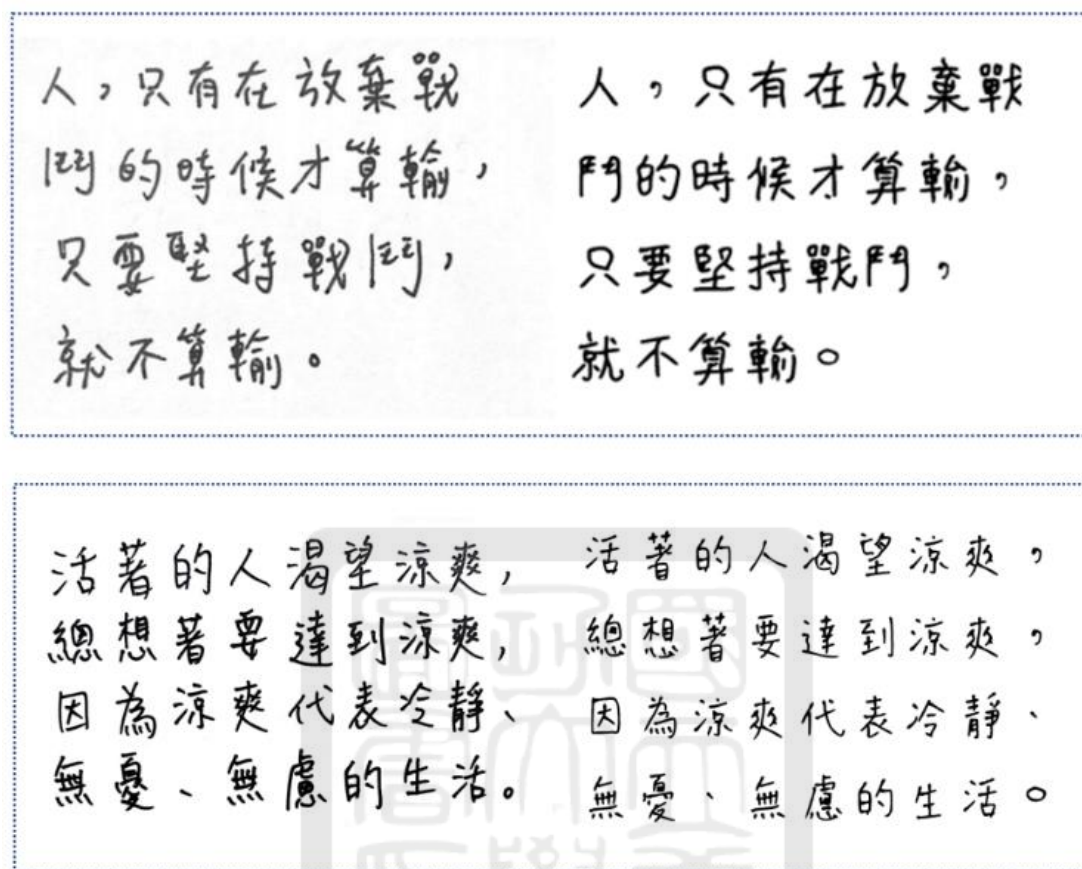 人，只有在放棄戰
鬥的時候才算輸，
只要堅持戰鬥，
就不算輸。
人，只有在放棄戰
鬥的時候才算輸，
只要堅持戰鬥，
就不算輸。
活著的人渴望涼爽，
總想著要達到涼爽，
因為涼爽代表冷靜、
無憂、無慮的生活。
活著的人渴望涼爽，
總想著要達到涼爽，
因為涼爽代表冷靜、
無憂、無慮的生活。